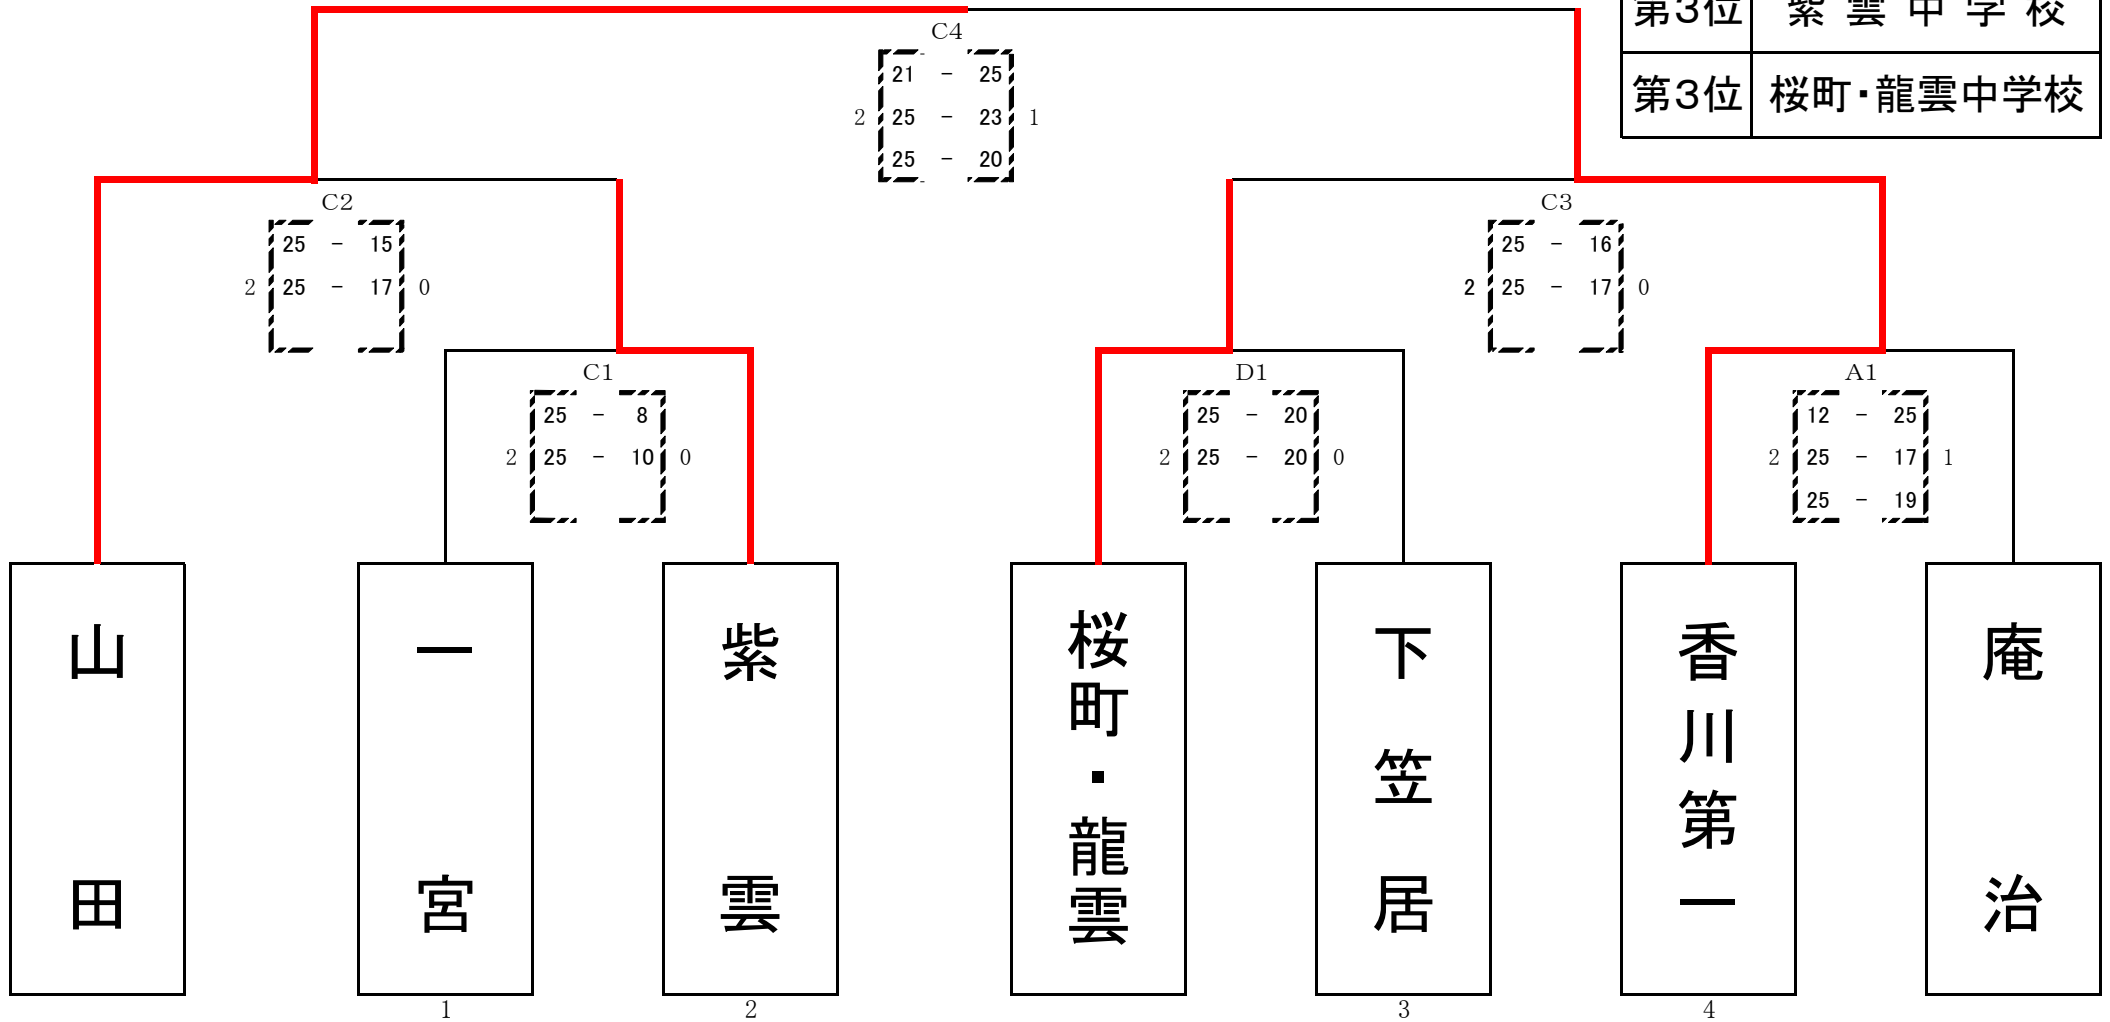 第3位 紫雲中学校
第3位 桜町・龍雲中学校
C4
21 - 25
2 25 - 23 1
25 - 20
C2
25 - 15
2 25 - 17 0
C3
25 - 16
2 25 - 17 0
C1
25 - 8
2 25 - 10 0
D1
25 - 20
2 25 - 20 0
A1
12 - 25
2 25 - 17 1
25 - 19
山田
一宮
紫雲
桜町・龍雲
下笠居
香川第一
庵治
1
2
3
4